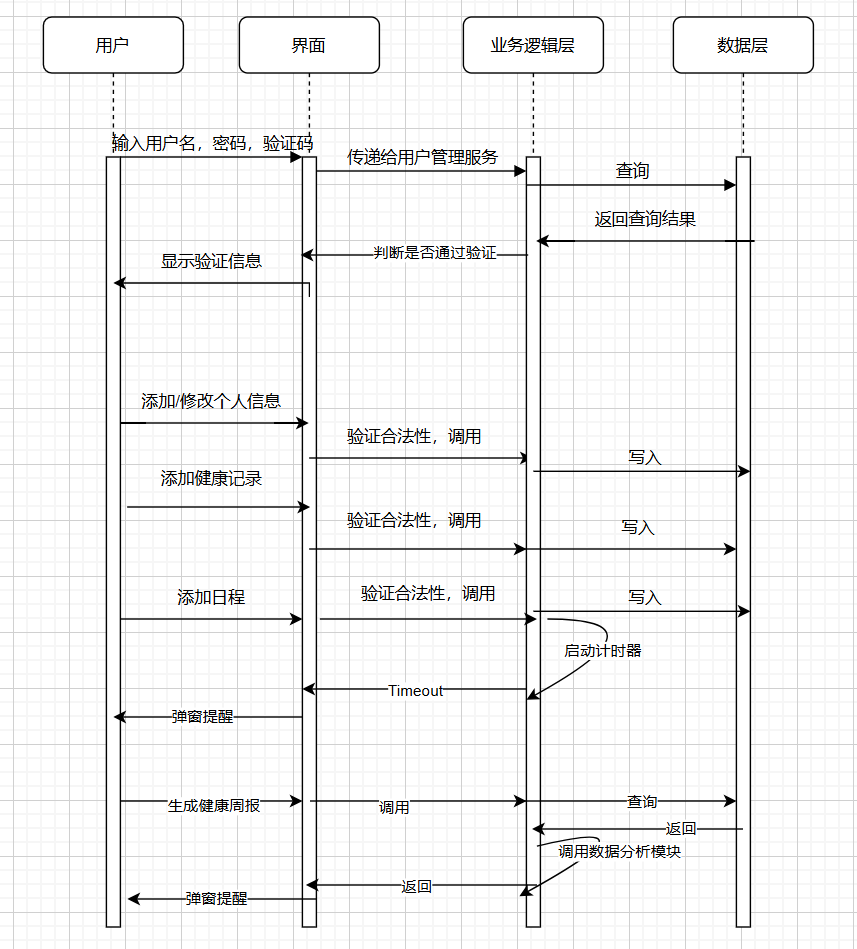 用户
界面
业务逻辑层
数据层
输入用户名，密码，验证码
传递给用户管理服务
查询
返回查询结果
判断是否通过验证
显示验证信息
添加/修改个人信息
验证合法性，调用
写入
添加健康记录
验证合法性，调用
写入
添加日程
验证合法性，调用
写入
启动计时器
Timeout
弹窗提醒
生成健康周报
调用
查询
返回
调用数据分析模块
返回
弹窗提醒